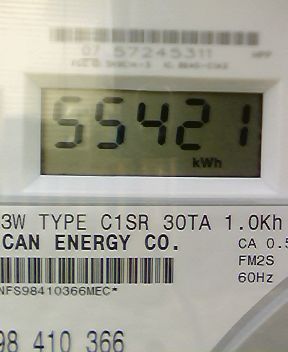 07 57245311
55421
kWh
3W TYPE C1SR 30TA 1.0Kh
CAN ENERGY CO.
CA 0.5
FM2S
60Hz
NFS98410366MEC*
98 410 366